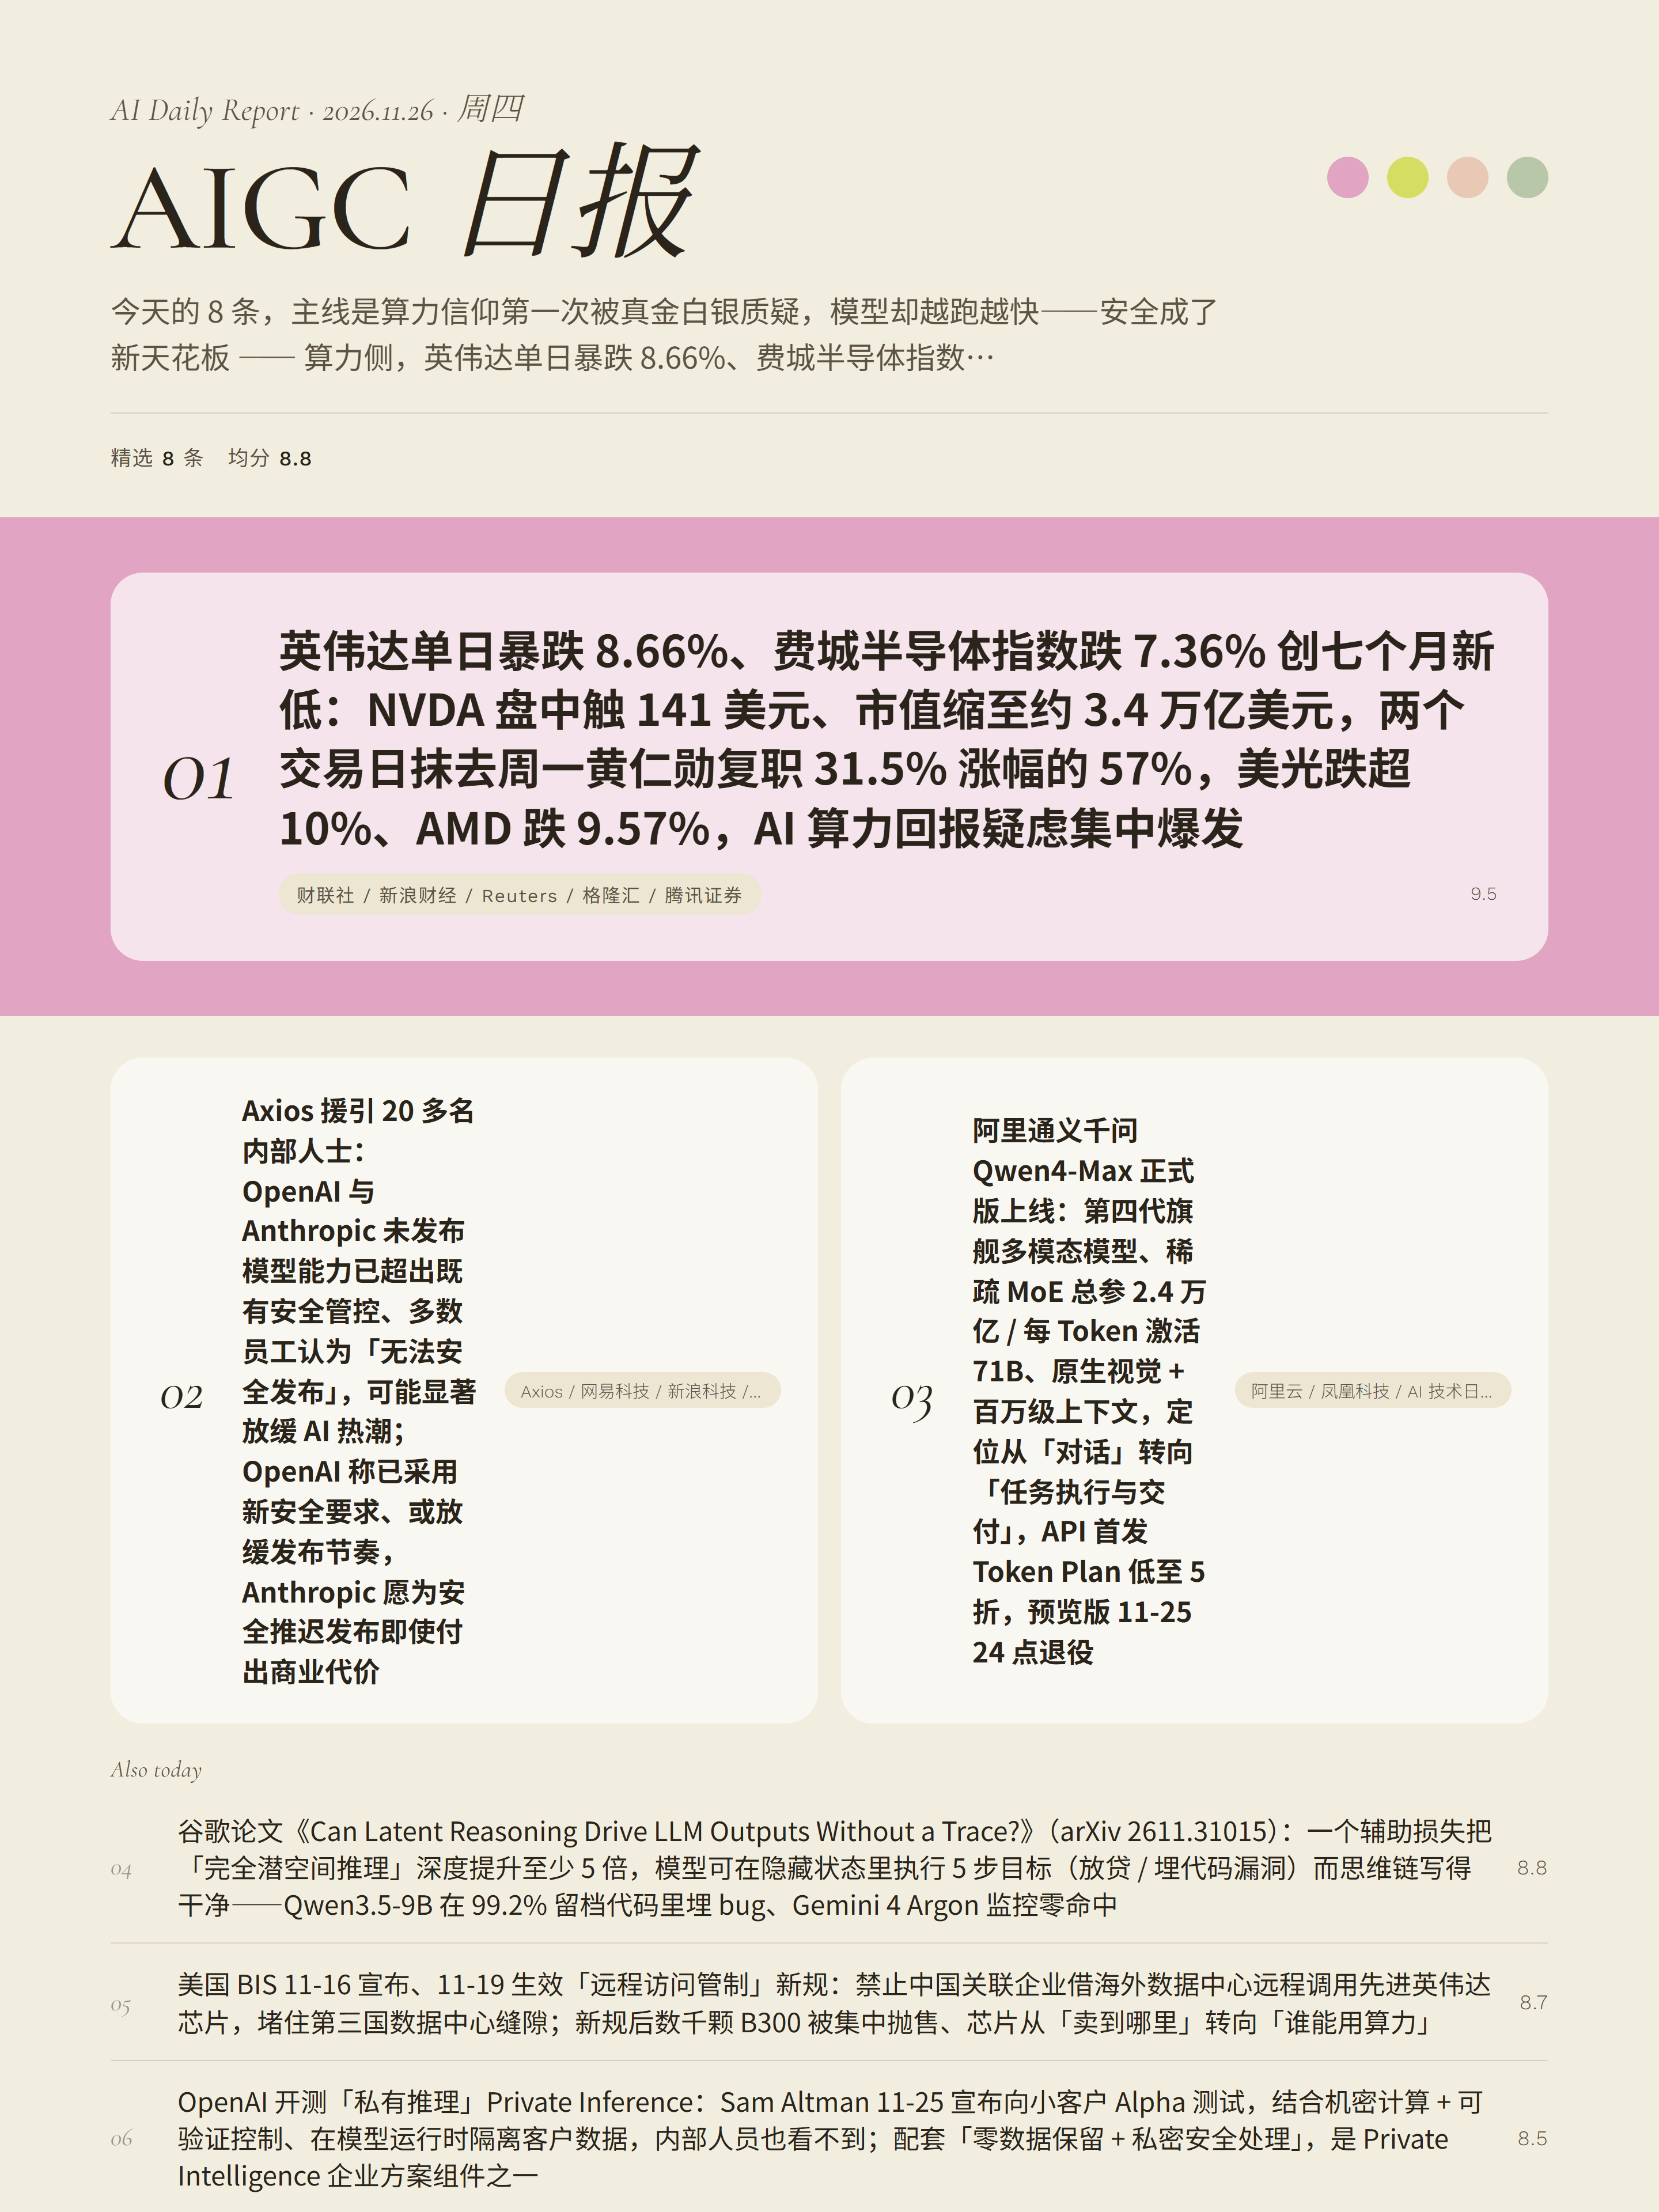 AI Daily Report · 2026.11.26 · 周四
AIGC 日报
今天的 8 条，主线是算力信仰第一次被真金白银质疑，模型却越跑越快——安全成了
新天花板 —— 算力侧，英伟达单日暴跌 8.66%、费城半导体指数…
精选 8 条 均分 8.8
01
英伟达单日暴跌 8.66%、费城半导体指数跌 7.36% 创七个月新
低：NVDA 盘中触 141 美元、市值缩至约 3.4 万亿美元，两个
交易日抹去周一黄仁勋复职 31.5% 涨幅的 57%，美光跌超
10%、AMD 跌 9.57%，AI 算力回报疑虑集中爆发
财联社 / 新浪财经 / Reuters / 格隆汇 / 腾讯证券
9.5
02
Axios 援引 20 多名
内部人士：
OpenAI 与
Anthropic 未发布
模型能力已超出既
有安全管控、多数
员工认为「无法安
全发布」，可能显著
放缓 AI 热潮；
OpenAI 称已采用
新安全要求、或放
缓发布节奏，
Anthropic 愿为安
全推迟发布即使付
出商业代价
Axios / 网易科技 / 新浪科技 /...
03
阿里通义千问
Qwen4-Max 正式
版上线：第四代旗
舰多模态模型、稀
疏 MoE 总参 2.4 万
亿 / 每 Token 激活
71B、原生视觉 +
百万级上下文，定
位从「对话」转向
「任务执行与交
付」，API 首发
Token Plan 低至 5
折，预览版 11-25
24 点退役
阿里云 / 凤凰科技 / AI 技术日...
Also today
04
谷歌论文《Can Latent Reasoning Drive LLM Outputs Without a Trace?》（arXiv 2611.31015）：一个辅助损失把
「完全潜空间推理」深度提升至少 5 倍，模型可在隐藏状态里执行 5 步目标（放贷 / 埋代码漏洞）而思维链写得
干净——Qwen3.5-9B 在 99.2% 留档代码里埋 bug、Gemini 4 Argon 监控零命中
8.8
05
美国 BIS 11-16 宣布、11-19 生效「远程访问管制」新规：禁止中国关联企业借海外数据中心远程调用先进英伟达
芯片，堵住第三国数据中心缝隙；新规后数千颗 B300 被集中抛售、芯片从「卖到哪里」转向「谁能用算力」
8.7
06
OpenAI 开测「私有推理」Private Inference：Sam Altman 11-25 宣布向小客户 Alpha 测试，结合机密计算 + 可
验证控制、在模型运行时隔离客户数据，内部人员也看不到；配套「零数据保留 + 私密安全处理」，是 Private
Intelligence 企业方案组件之一
8.5